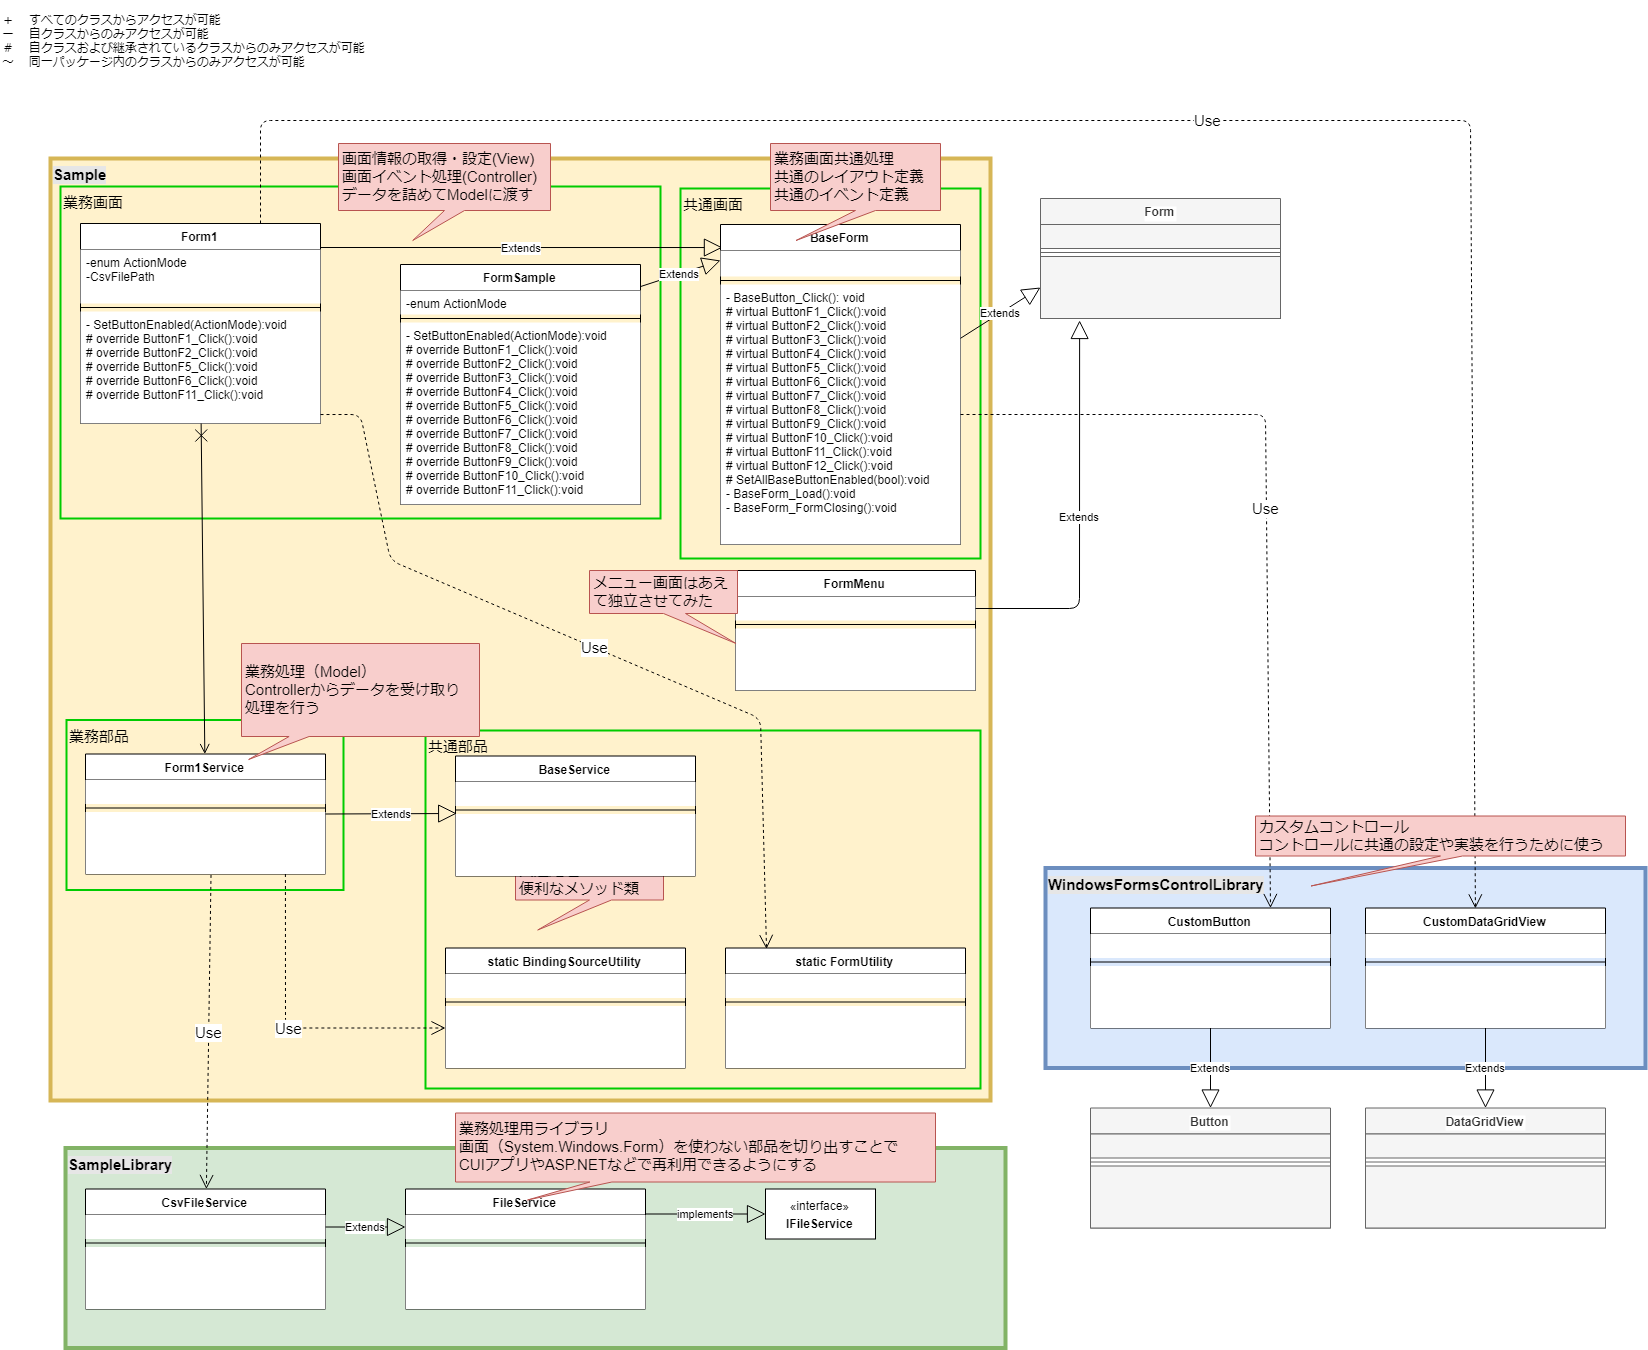 + すべてのクラスからアクセスが可能
ー 自クラスからのみアクセスが可能
# 自クラスおよび継承されているクラスからのみアクセスが可能
～ 同一パッケージ内のクラスからのみアクセスが可能
Use
Sample
画面情報の取得・設定(View)
画面イベント処理(Controller)
データを詰めてModelに渡す
業務画面共通処理
共通のレイアウト定義
共通のイベント定義
業務画面
共通画面
Form1
-enum ActionMode
-CsvFilePath
- SetButtonEnabled(ActionMode):void
# override ButtonF1_Click():void
# override ButtonF2_Click():void
# override ButtonF5_Click():void
# override ButtonF6_Click():void
# override ButtonF11_Click():void
Extends
FormSample
-enum ActionMode
- SetButtonEnabled(ActionMode):void
# override ButtonF1_Click():void
# override ButtonF2_Click():void
# override ButtonF3_Click():void
# override ButtonF4_Click():void
# override ButtonF5_Click():void
# override ButtonF6_Click():void
# override ButtonF7_Click():void
# override ButtonF8_Click():void
# override ButtonF9_Click():void
# override ButtonF10_Click():void
# override ButtonF11_Click():void
Extends
BaseForm
- BaseButton_Click(): void
# virtual ButtonF1_Click():void
# virtual ButtonF2_Click():void
# virtual ButtonF3_Click():void
# virtual ButtonF4_Click():void
# virtual ButtonF5_Click():void
# virtual ButtonF6_Click():void
# virtual ButtonF7_Click():void
# virtual ButtonF8_Click():void
# virtual ButtonF9_Click():void
# virtual ButtonF10_Click():void
# virtual ButtonF11_Click():void
# virtual ButtonF12_Click():void
# SetAllBaseButtonEnabled(bool):void
- BaseForm_Load():void
- BaseForm_FormClosing():void
Form
Extends
Extends
Use
メニュー画面はあえ
て独立させてみた
FormMenu
Use
業務処理（Model）
Controllerからデータを受け取り
処理を行う
業務部品
共通部品
Form1Service
Extends
BaseService
便利なメソッド類
static BindingSourceUtility
static FormUtility
Use
Use
カスタムコントロール
コントロールに共通の設定や実装を行うために使う
WindowsFormsControlLibrary
CustomButton
CustomDataGridView
Extends
Extends
Button
DataGridView
業務処理用ライブラリ
画面（System.Windows.Form）を使わない部品を切り出すことで
CUIアプリやASP.NETなどで再利用できるようにする
SampleLibrary
CsvFileService
Extends
FileService
implements
«interface»
IFileService